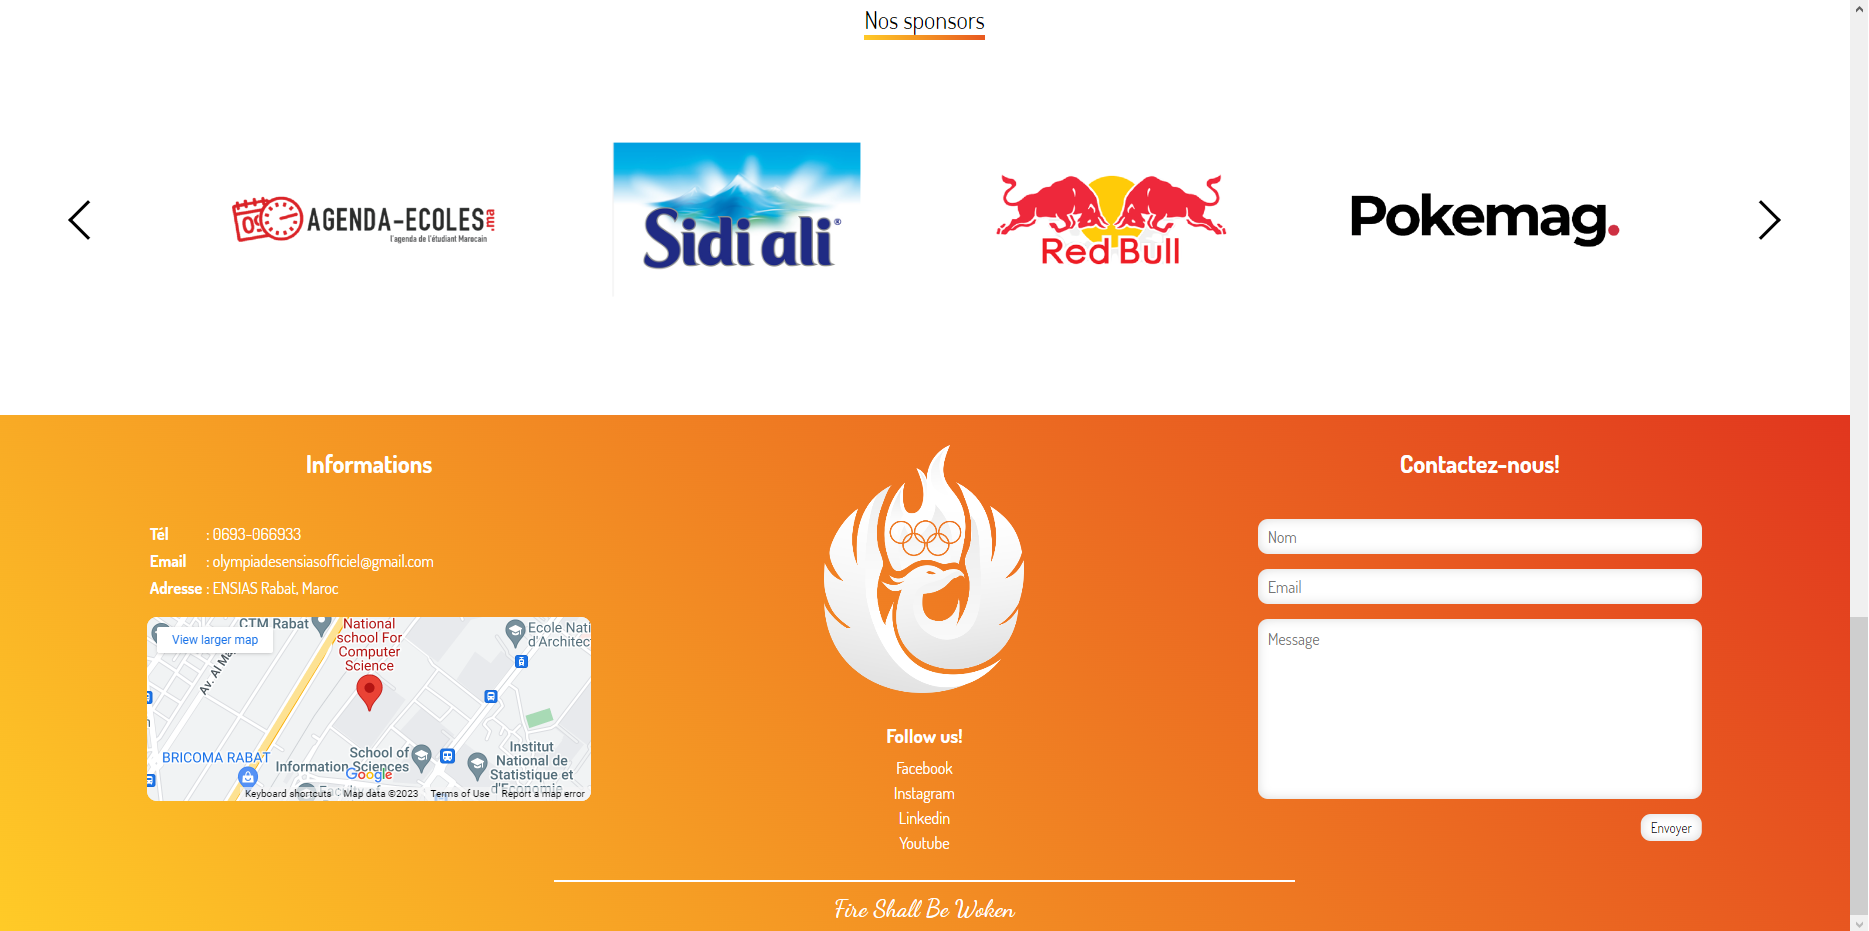 Nos sponsors
AGENDA-ECOLES.ma
l'agenda de l'étudiant Marocain
Sidi ali®
Red Bull
Pokemag.
Informations
Tél : 0693-066933
Email : olympiadesensiasofficiel@gmail.com
Adresse : ENSIAS Rabat, Maroc
View larger map
CTM Rabat
National
school For
Computer
Science
Ecole Nati
d'Architec
Av. Al Ma
BRICOMA RABAT
School of
Information Sciences
Institut
National de
Statistique et
d'Economie
Google
Keyboard shortcuts
Map data ©2023
Terms of Use
Report a map error
Follow us!
Facebook
Instagram
Linkedin
Youtube
Contactez-nous!
Nom
Email
Message
Envoyer
Fire Shall Be Woken